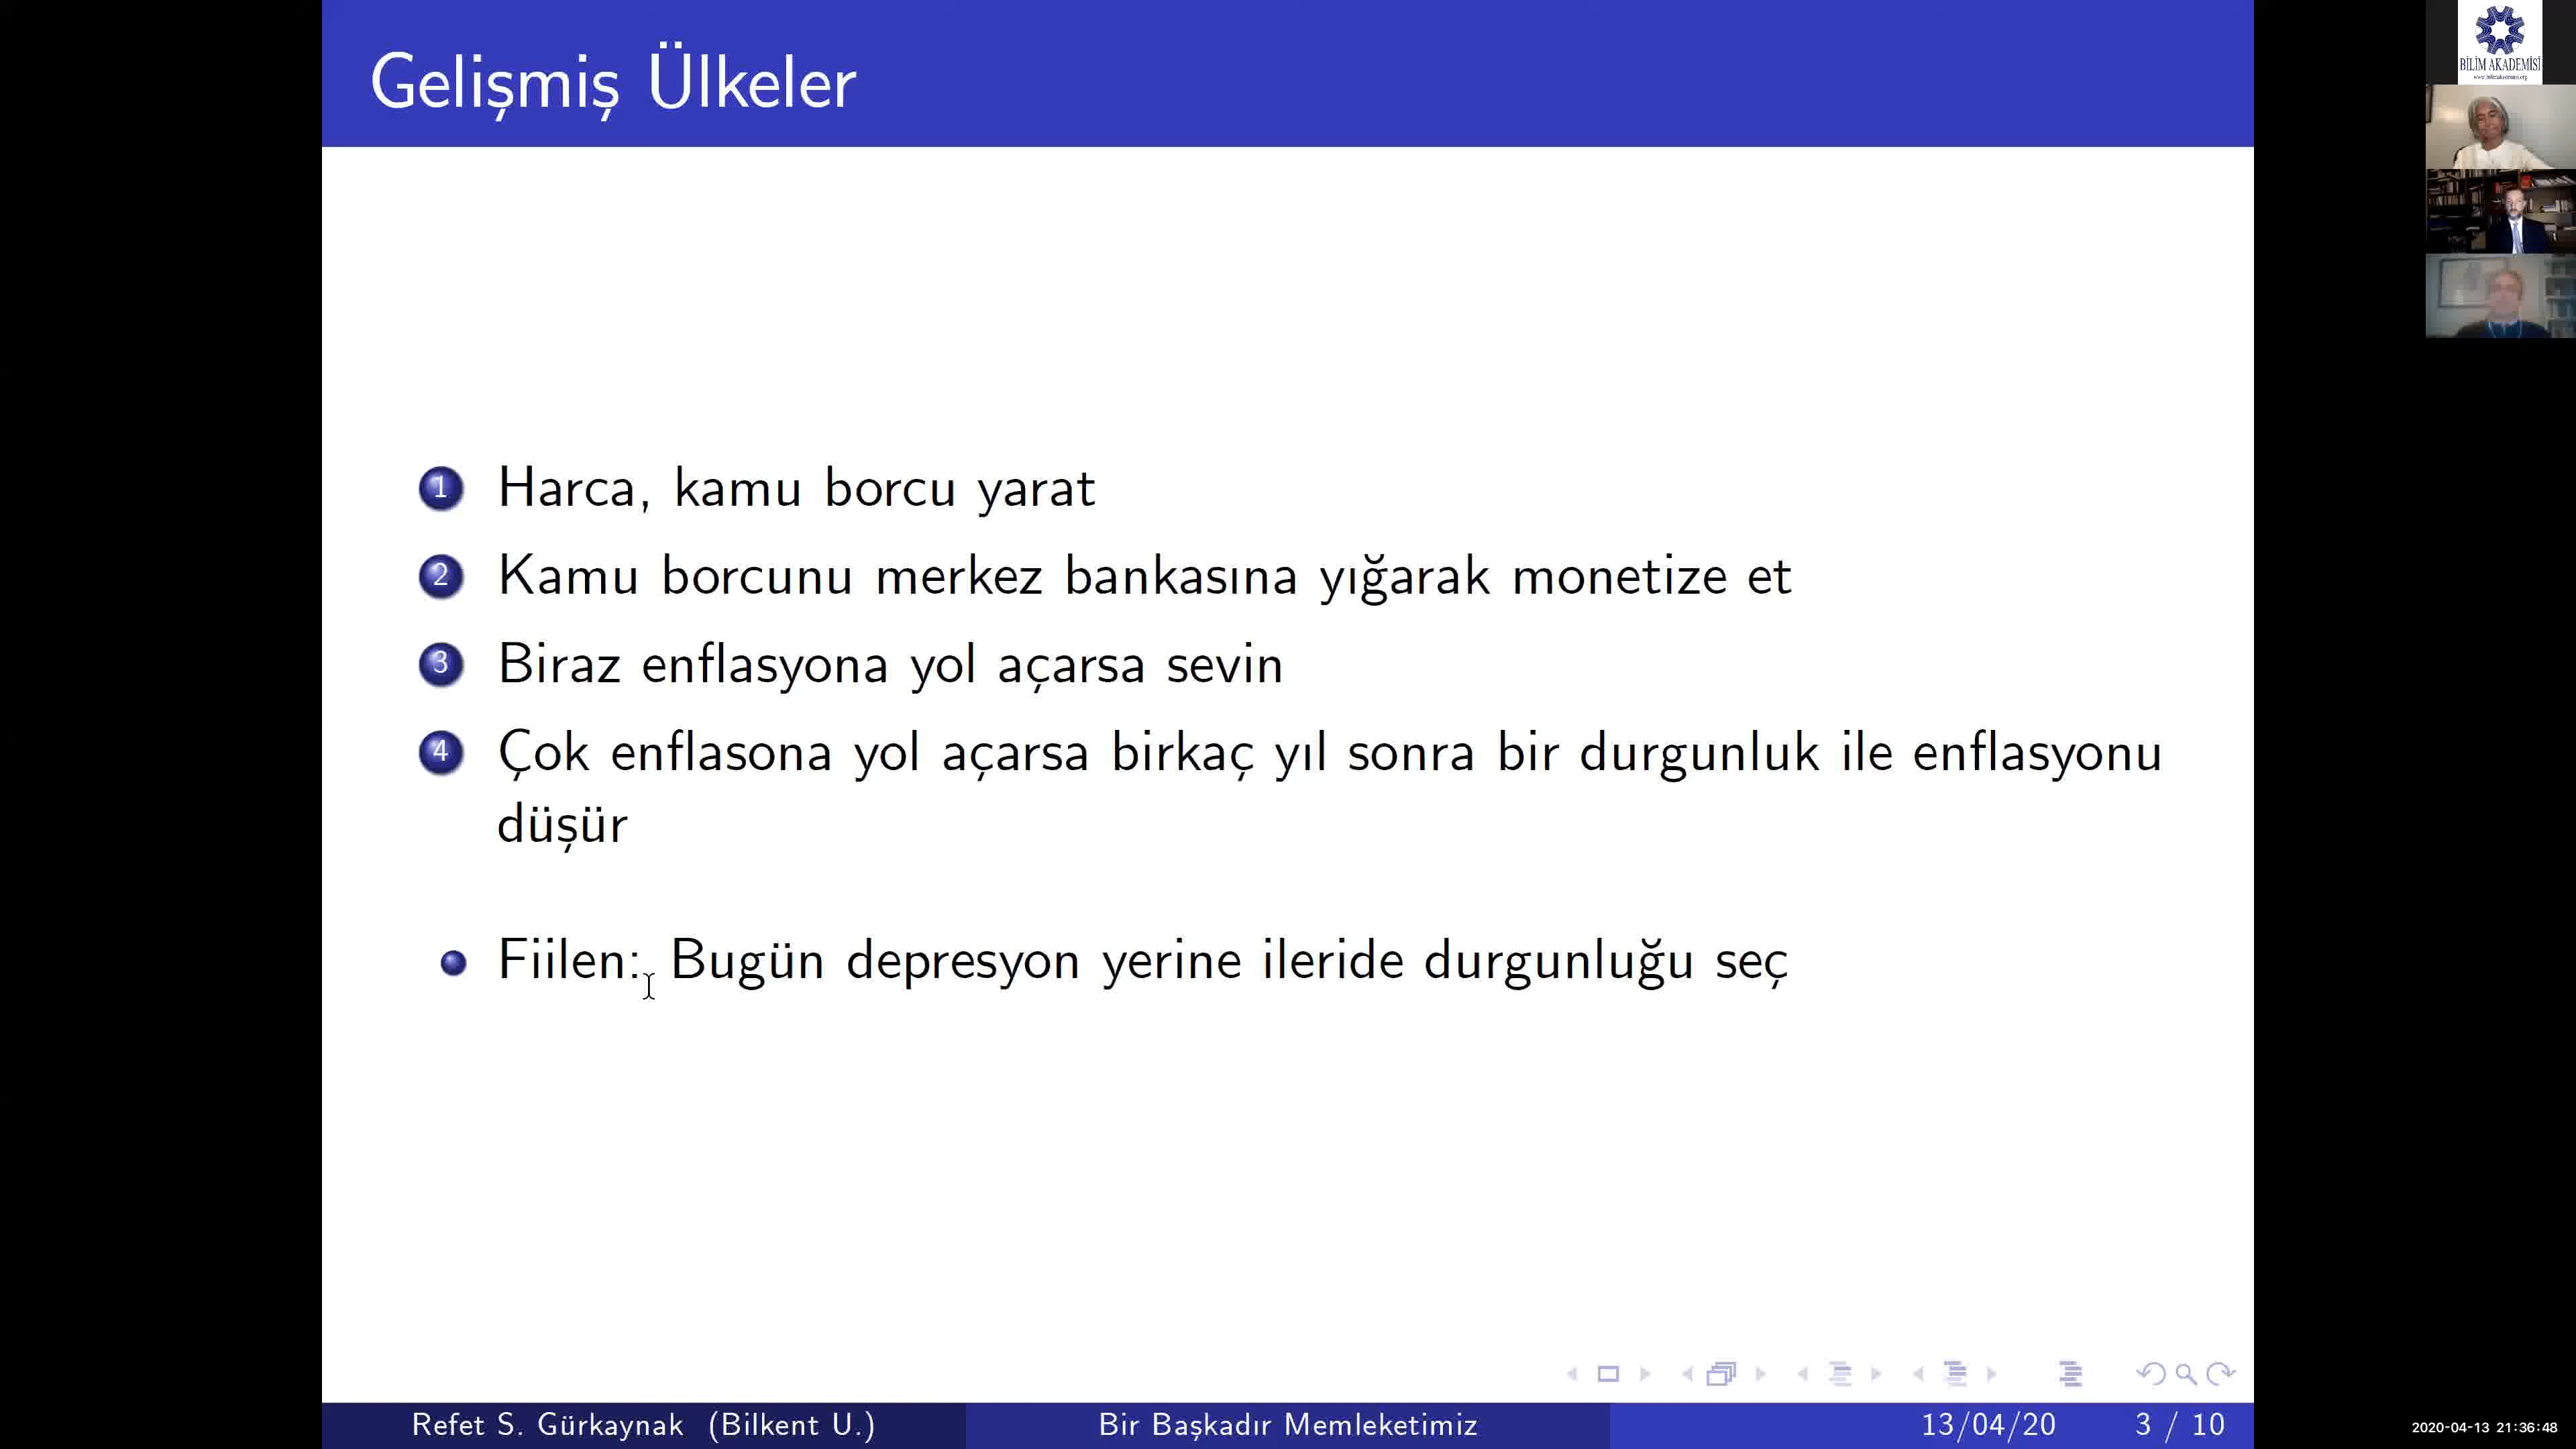 Gelişmiş Ülkeler
1 Harca, kamu borcu yarat
2 Kamu borcunu merkez bankasına yığarak monetize et
3 Biraz enflasyona yol açarsa sevin
4 Çok enflasona yol açarsa birkaç yıl sonra bir durgunluk ile enflasyonu
düşür
Fiilen: Bugün depresyon yerine ileride durgunluğu seç
Refet S. Gürkaynak (Bilkent U.) Bir Başkadır Memleketimiz 13/04/20 3 / 10
BİLİM AKADEMİSİ
www.bilimakademisi.org
2020-04-13 21:36:48